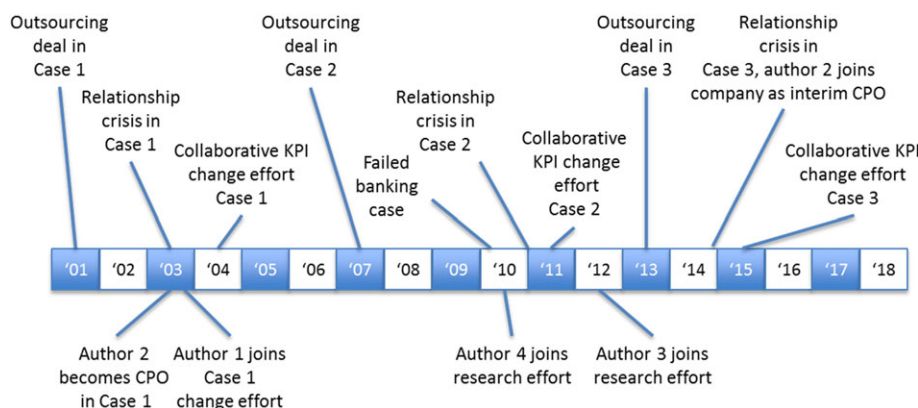 Outsourcing
deal in
Case 1
Relationship
crisis in
Case 1
Collaborative KPI
change effort
Case 1
Outsourcing
deal in
Case 2
Failed
banking
case
Relationship
crisis in
Case 2
Collaborative
KPI change
effort
Case 2
Outsourcing
deal in
Case 3
Relationship
crisis in
Case 3, author 2 joins
company as interim CPO
Collaborative KPI
change effort
Case 3
‘01 ‘02 ‘03 ‘04 ‘05 ‘06 ‘07 ‘08 ‘09 ‘10 ‘11 ‘12 ‘13 ‘14 ‘15 ‘16 ‘17 ‘18
Author 2
becomes CPO
in Case 1
Author 1 joins
Case 1
change effort
Author 4 joins
research effort
Author 3 joins
research effort